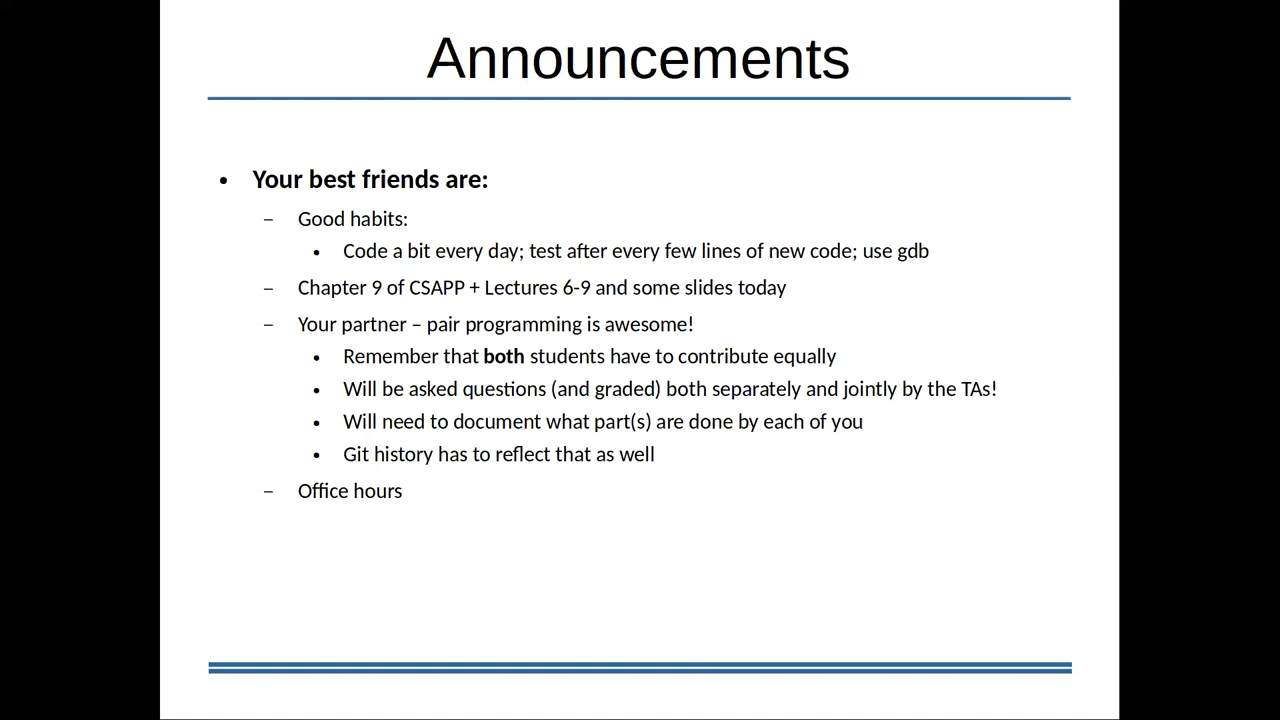 Announcements
• Your best friends are:
– Good habits:
• Code a bit every day; test after every few lines of new code; use gdb
– Chapter 9 of CSAPP + Lectures 6-9 and some slides today
– Your partner – pair programming is awesome!
• Remember that both students have to contribute equally
• Will be asked questions (and graded) both separately and jointly by the TAs!
• Will need to document what part(s) are done by each of you
• Git history has to reflect that as well
– Office hours